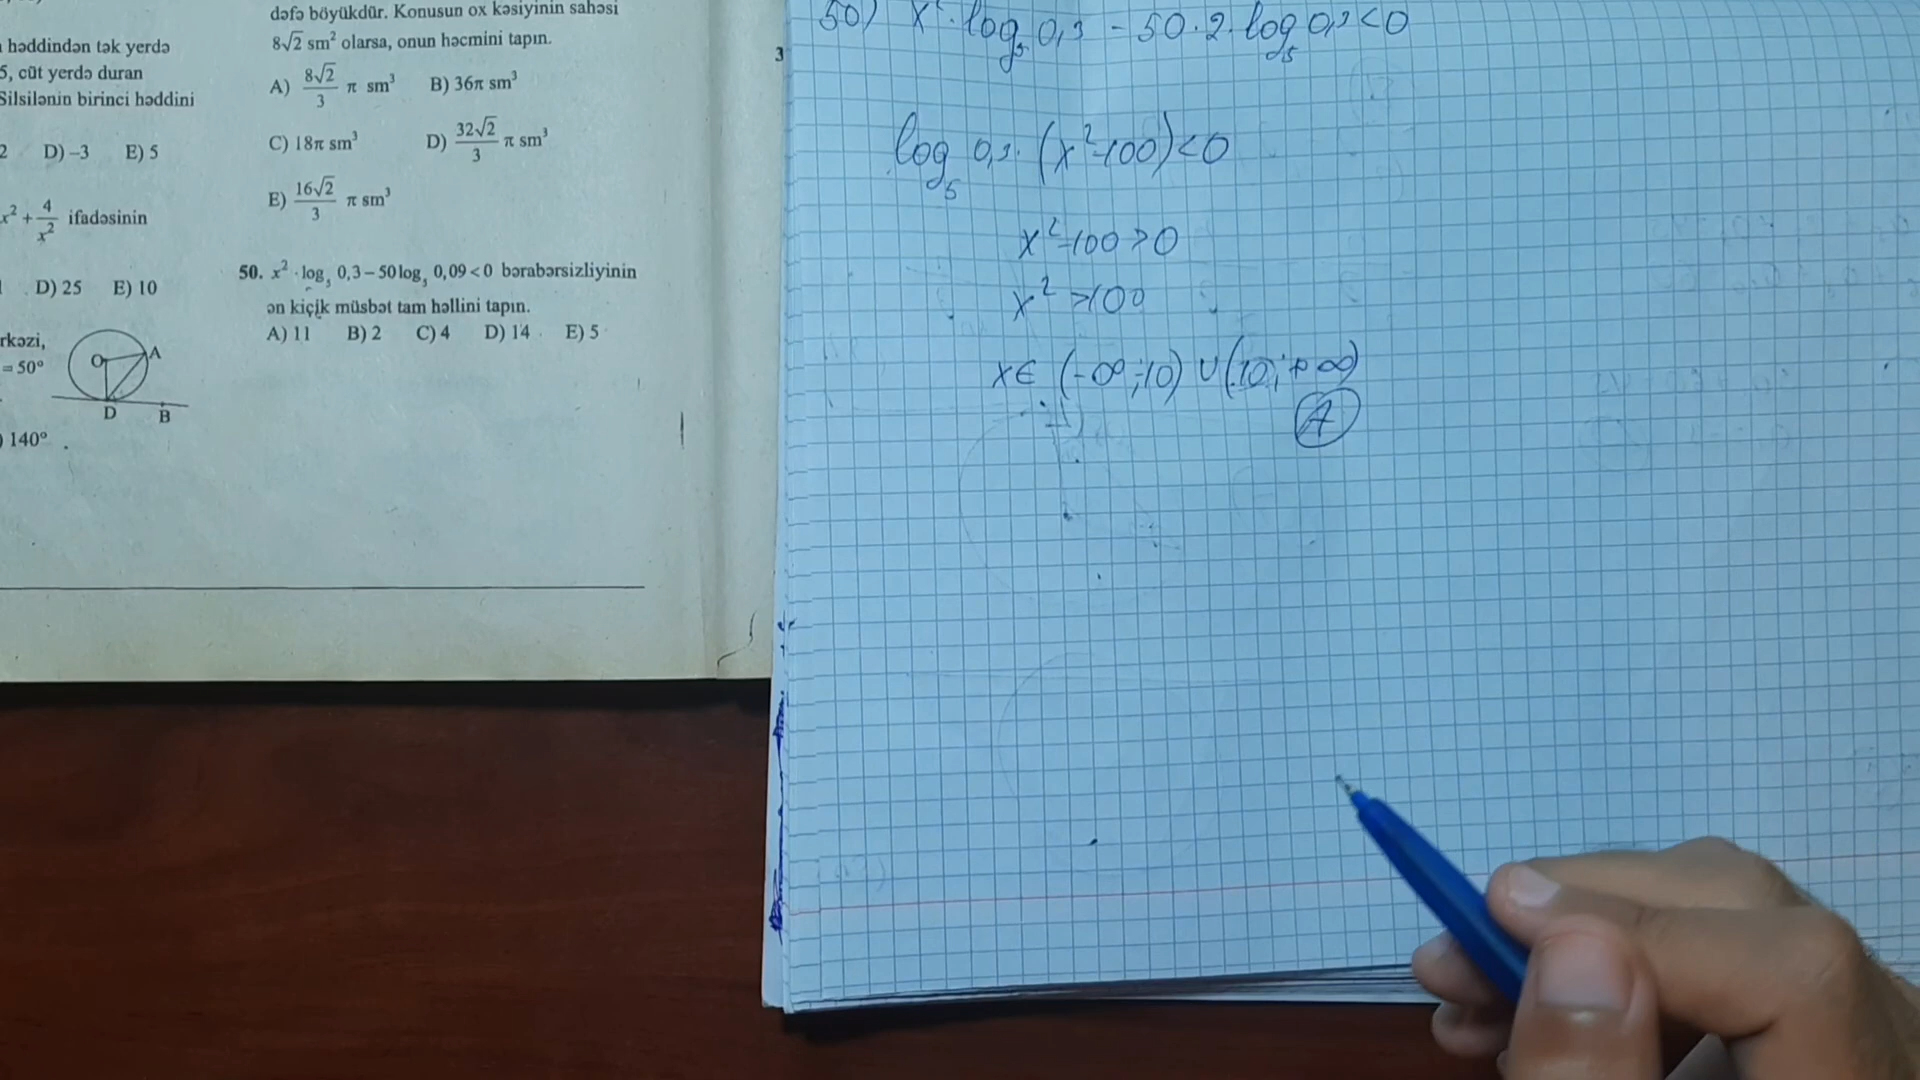 həddindən tək yerdə
5, cüt yerdə duran
Silsilənin birinci həddini
2 D) –3 E) 5
x² + 4/x² ifadəsinin
D) 25 E) 10
rkəzi,
= 50°
O A
D B
) 140°
dəfə böyükdür. Konusun ox kəsiyinin sahəsi
8√2 sm² olarsa, onun həcmini tapın.
A) 8√2/3 π sm³ B) 36π sm³
C) 18π sm³ D) 32√2/3 π sm³
E) 16√2/3 π sm³
50. x² · log₅ 0,3 – 50 log₅ 0,09 < 0 bərabərsizliyinin
ən kiçik müsbət tam həllini tapın.
A) 11 B) 2 C) 4 D) 14 E) 5
3
50) x² · log₅ 0,3 - 50 · 2 · log₅ 0,3 < 0
log₅ 0,3 · (x² - 100) < 0
x² - 100 > 0
x² > 100
x ∈ (-∞; -10) ∪ (10; +∞)
A